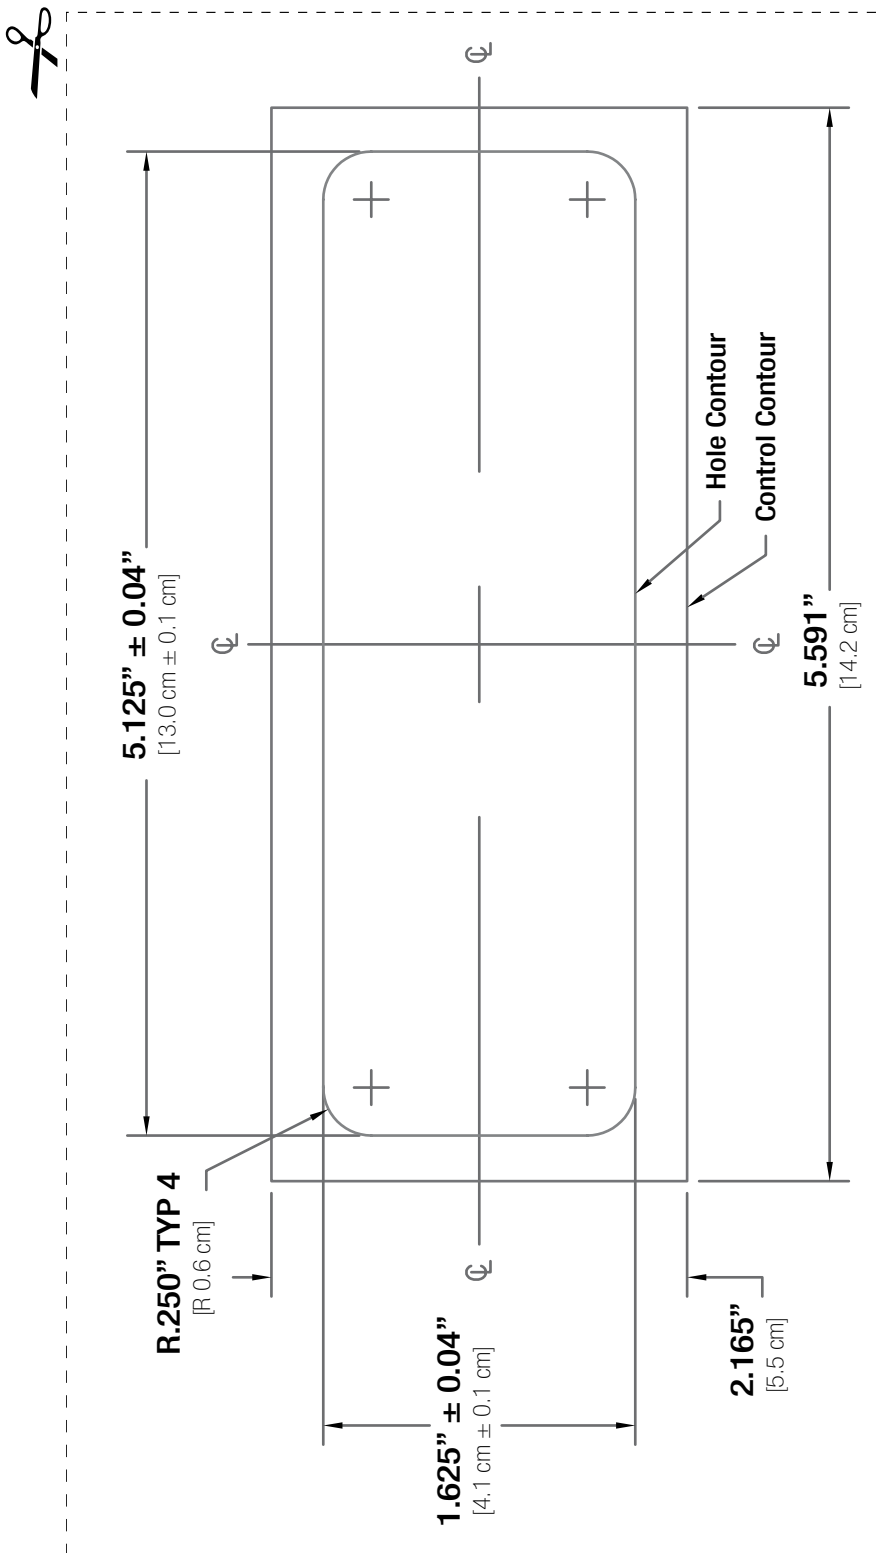 5.125” ± 0.04”
[13.0 cm ± 0.1 cm]
℄
℄
R.250” TYP 4
[R 0.6 cm]
℄
℄
1.625” ± 0.04”
[4.1 cm ± 0.1 cm]
Hole Contour
Control Contour
2.165”
[5.5 cm]
5.591”
[14.2 cm]